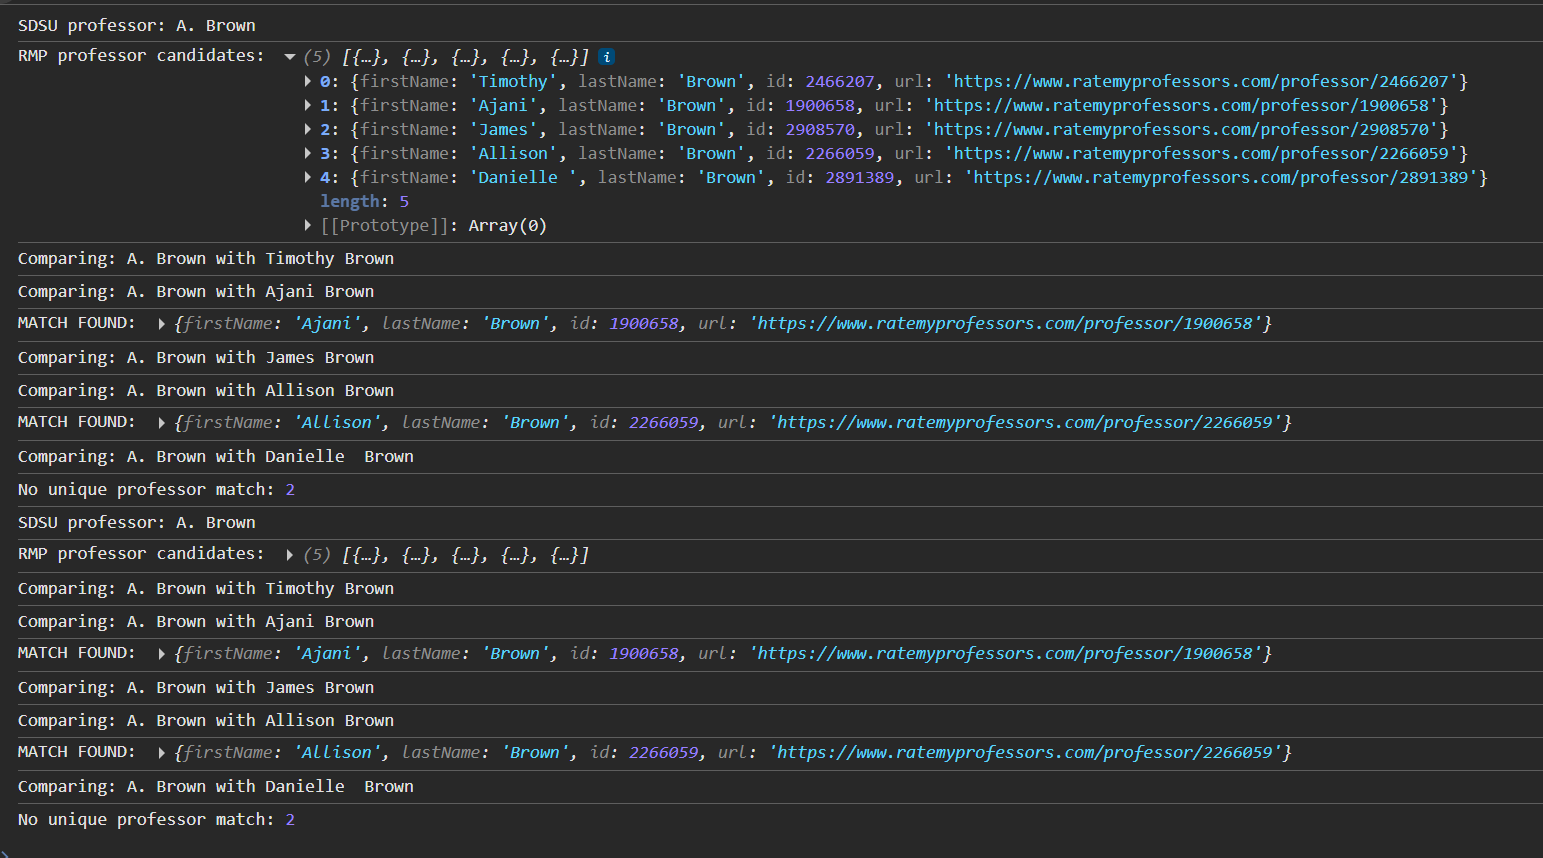 SDSU professor: A. Brown
RMP professor candidates: (5) [{…}, {…}, {…}, {…}, {…}] i
0: {firstName: 'Timothy', lastName: 'Brown', id: 2466207, url: 'https://www.ratemyprofessors.com/professor/2466207'}
1: {firstName: 'Ajani', lastName: 'Brown', id: 1900658, url: 'https://www.ratemyprofessors.com/professor/1900658'}
2: {firstName: 'James', lastName: 'Brown', id: 2908570, url: 'https://www.ratemyprofessors.com/professor/2908570'}
3: {firstName: 'Allison', lastName: 'Brown', id: 2266059, url: 'https://www.ratemyprofessors.com/professor/2266059'}
4: {firstName: 'Danielle ', lastName: 'Brown', id: 2891389, url: 'https://www.ratemyprofessors.com/professor/2891389'}
length: 5
[[Prototype]]: Array(0)
Comparing: A. Brown with Timothy Brown
Comparing: A. Brown with Ajani Brown
MATCH FOUND: {firstName: 'Ajani', lastName: 'Brown', id: 1900658, url: 'https://www.ratemyprofessors.com/professor/1900658'}
Comparing: A. Brown with James Brown
Comparing: A. Brown with Allison Brown
MATCH FOUND: {firstName: 'Allison', lastName: 'Brown', id: 2266059, url: 'https://www.ratemyprofessors.com/professor/2266059'}
Comparing: A. Brown with Danielle  Brown
No unique professor match: 2
SDSU professor: A. Brown
RMP professor candidates: (5) [{…}, {…}, {…}, {…}, {…}]
Comparing: A. Brown with Timothy Brown
Comparing: A. Brown with Ajani Brown
MATCH FOUND: {firstName: 'Ajani', lastName: 'Brown', id: 1900658, url: 'https://www.ratemyprofessors.com/professor/1900658'}
Comparing: A. Brown with James Brown
Comparing: A. Brown with Allison Brown
MATCH FOUND: {firstName: 'Allison', lastName: 'Brown', id: 2266059, url: 'https://www.ratemyprofessors.com/professor/2266059'}
Comparing: A. Brown with Danielle  Brown
No unique professor match: 2